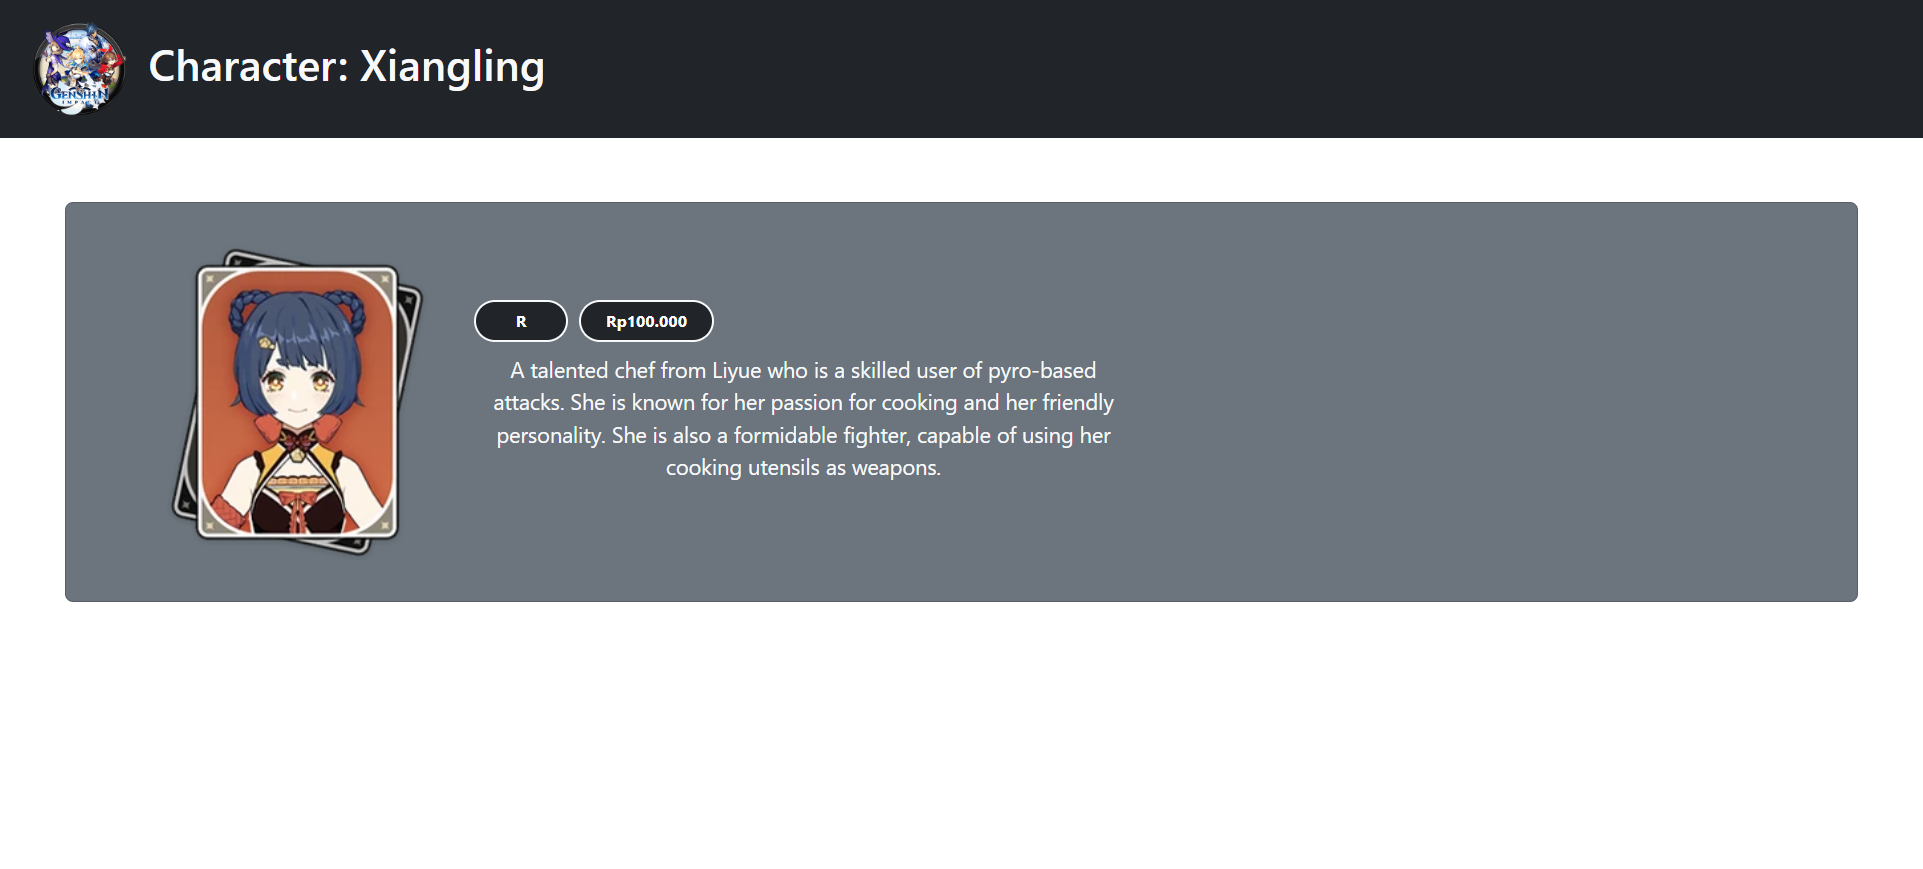 GENSHIN
IMPACT
Character: Xiangling
R
Rp100.000
A talented chef from Liyue who is a skilled user of pyro-based
attacks. She is known for her passion for cooking and her friendly
personality. She is also a formidable fighter, capable of using her
cooking utensils as weapons.